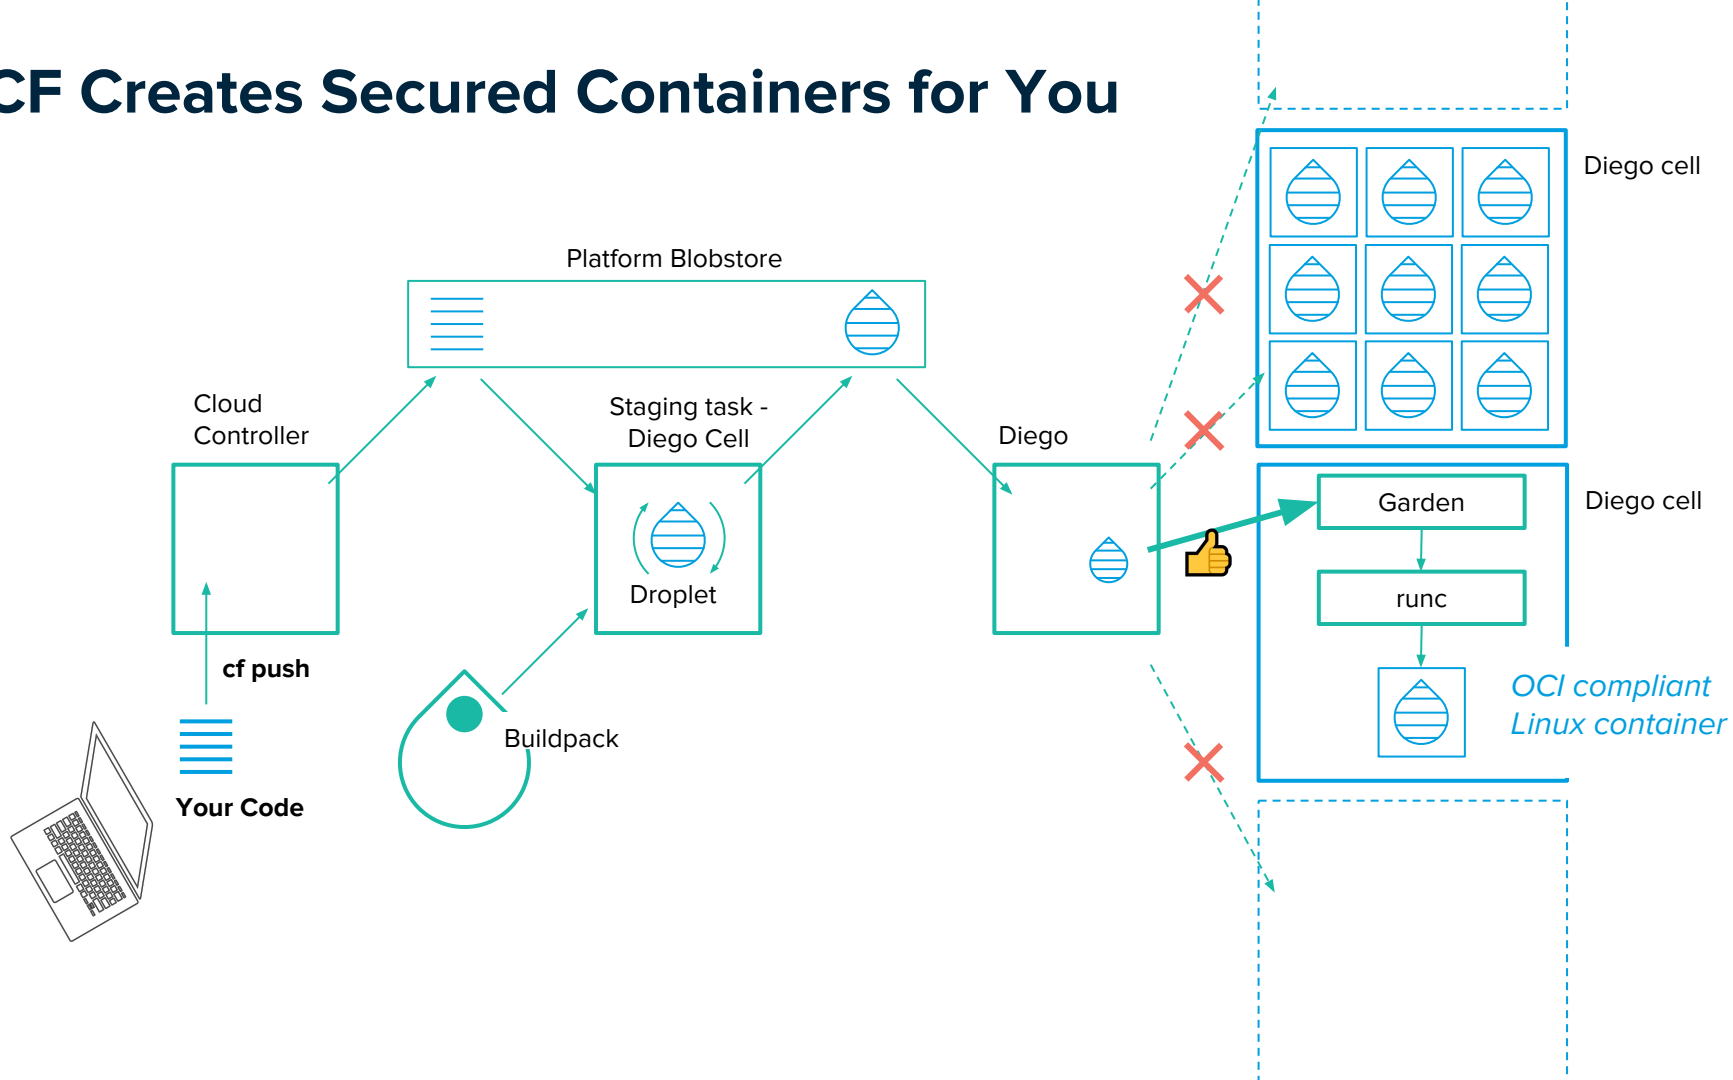 CF Creates Secured Containers for You
Diego cell
Platform Blobstore
Cloud
Controller
Staging task -
Diego Cell
Diego
Garden
Diego cell
Droplet
runc
cf push
OCI compliant
Linux container
Buildpack
Your Code